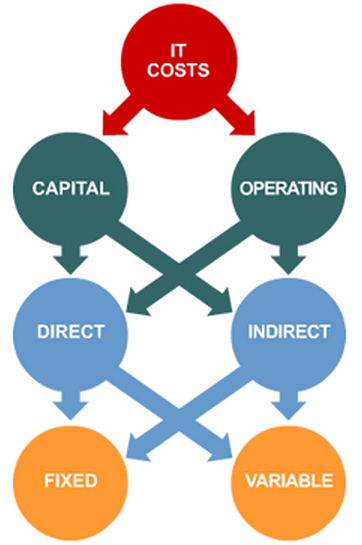 IT
COSTS
CAPITAL
OPERATING
DIRECT
INDIRECT
FIXED
VARIABLE